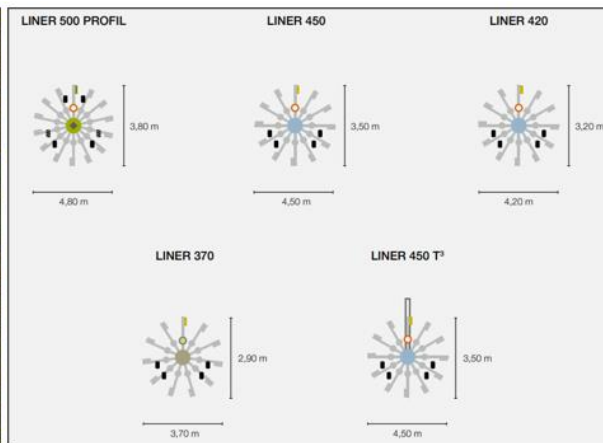 LINER 500 PROFIL
LINER 450
LINER 420
3,80 m
3,50 m
3,20 m
4,80 m
4,50 m
4,20 m
LINER 370
LINER 450 T³
2,90 m
3,50 m
3,70 m
4,50 m